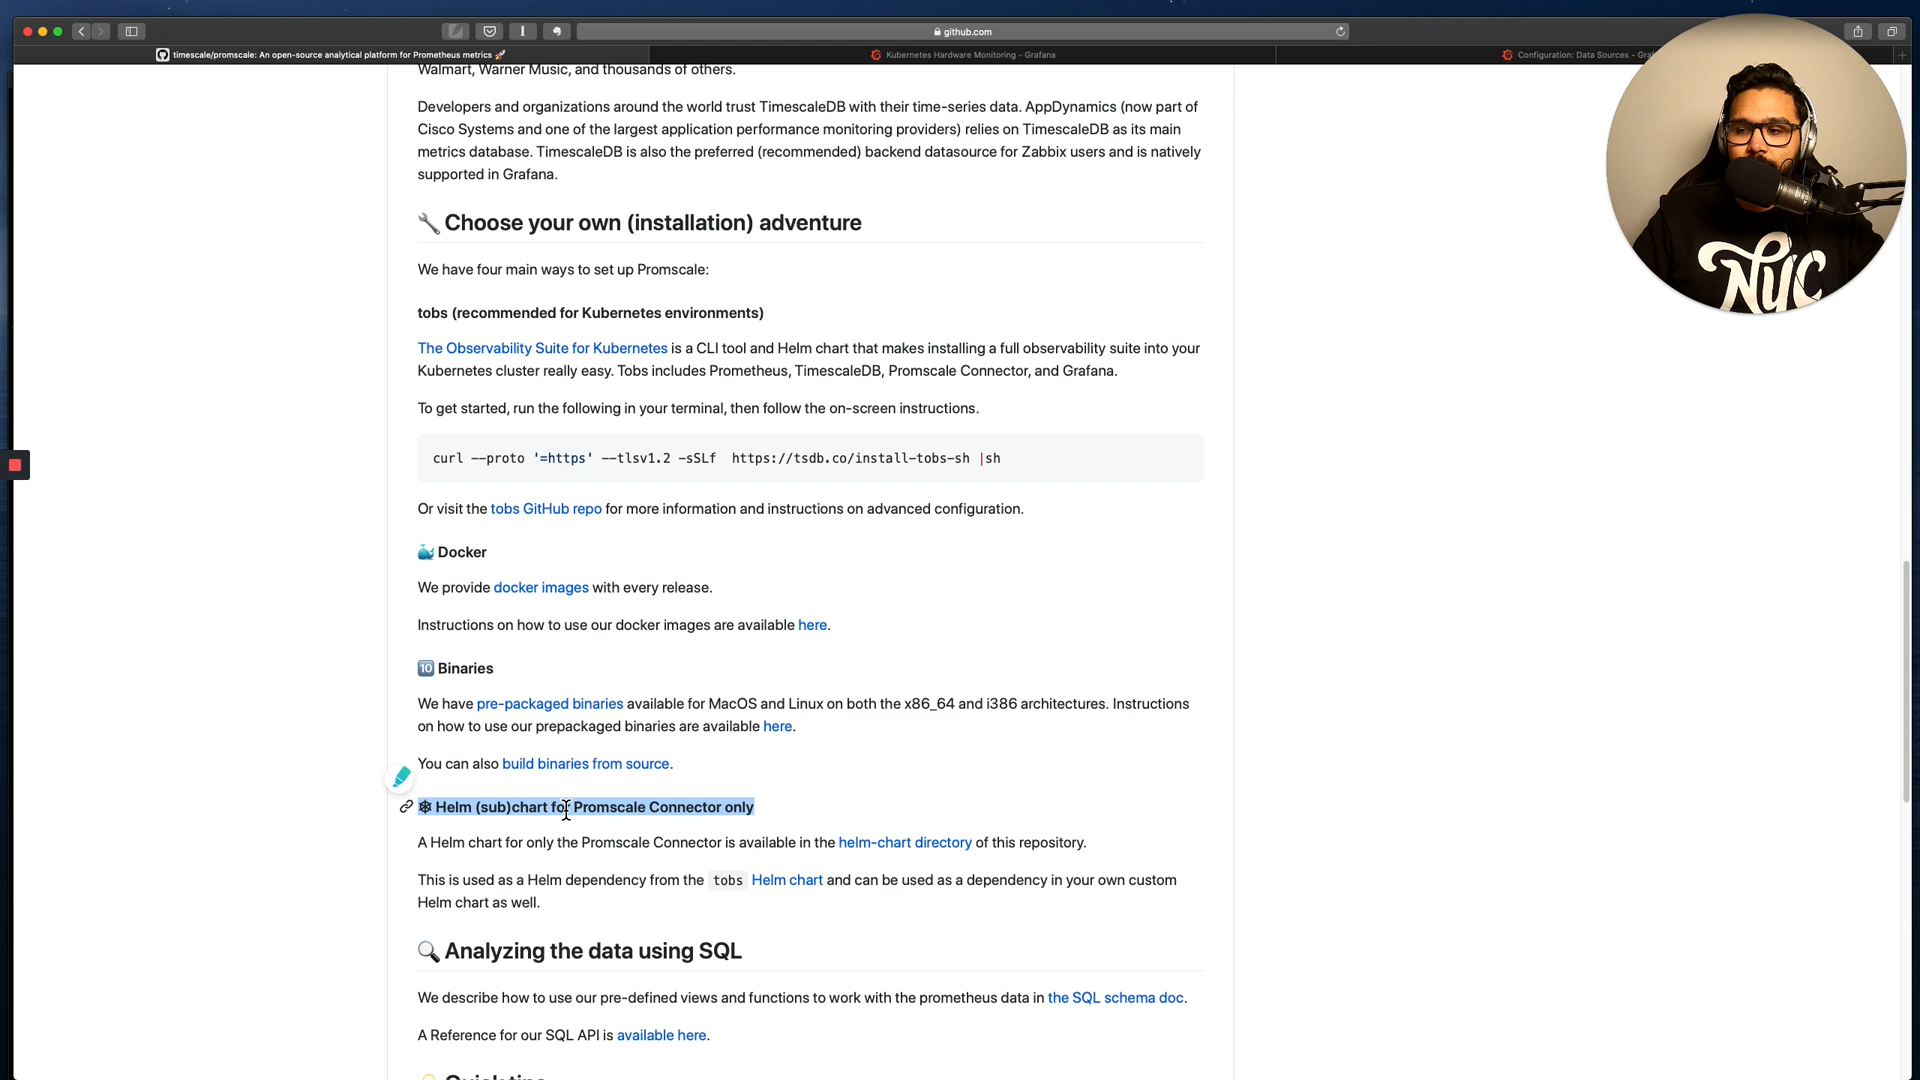 github.com
timescale/promscale: An open-source analytical platform for Prometheus metrics 🚀
Kubernetes Hardware Monitoring - Grafana
Configuration: Data Sources - Gra
Walmart, Warner Music, and thousands of others.
Developers and organizations around the world trust TimescaleDB with their time-series data. AppDynamics (now part of
Cisco Systems and one of the largest application performance monitoring providers) relies on TimescaleDB as its main
metrics database. TimescaleDB is also the preferred (recommended) backend datasource for Zabbix users and is natively
supported in Grafana.
🔧 Choose your own (installation) adventure
We have four main ways to set up Promscale:
tobs (recommended for Kubernetes environments)
The Observability Suite for Kubernetes is a CLI tool and Helm chart that makes installing a full observability suite into your
Kubernetes cluster really easy. Tobs includes Prometheus, TimescaleDB, Promscale Connector, and Grafana.
To get started, run the following in your terminal, then follow the on-screen instructions.
curl --proto '=https' --tlsv1.2 -sSLf  https://tsdb.co/install-tobs-sh |sh
Or visit the tobs GitHub repo for more information and instructions on advanced configuration.
🐳 Docker
We provide docker images with every release.
Instructions on how to use our docker images are available here.
🔟 Binaries
We have pre-packaged binaries available for MacOS and Linux on both the x86_64 and i386 architectures. Instructions
on how to use our prepackaged binaries are available here.
You can also build binaries from source.
☸ Helm (sub)chart for Promscale Connector only
A Helm chart for only the Promscale Connector is available in the helm-chart directory of this repository.
This is used as a Helm dependency from the tobs Helm chart and can be used as a dependency in your own custom
Helm chart as well.
🔍 Analyzing the data using SQL
We describe how to use our pre-defined views and functions to work with the prometheus data in the SQL schema doc.
A Reference for our SQL API is available here.
💡 Quick tips
NYC